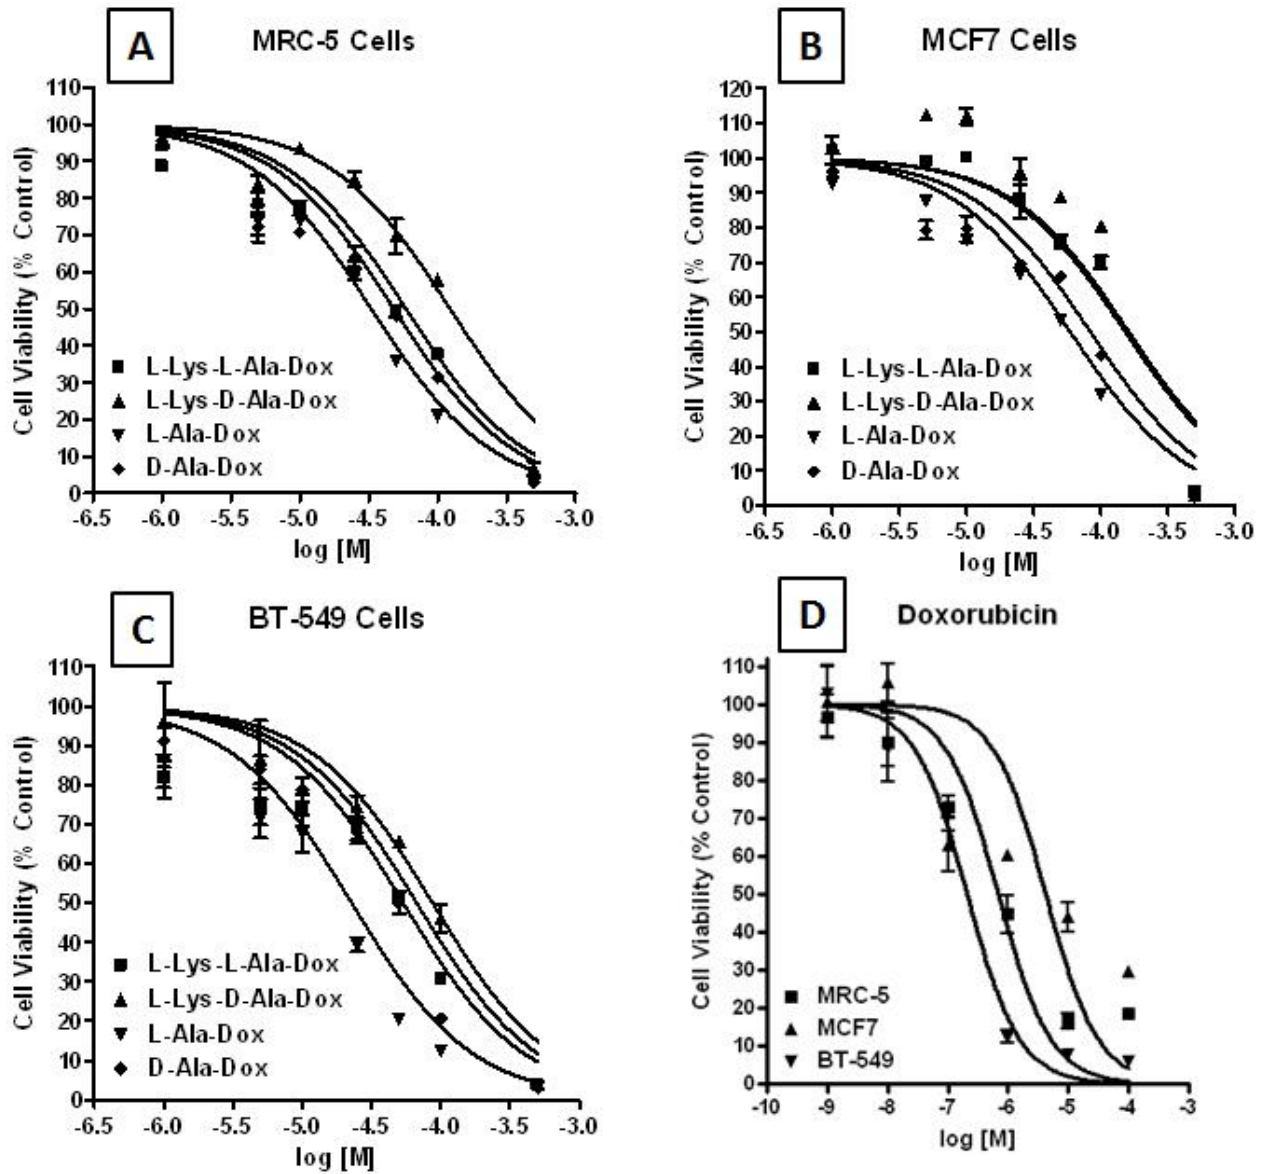 A
MRC-5 Cells
Cell Viability (% Control)
110
100
90
80
70
60
50
40
30
20
10
0
L-Lys-L-Ala-Dox
L-Lys-D-Ala-Dox
L-Ala-Dox
D-Ala-Dox
-6.5 -6.0 -5.5 -5.0 -4.5 -4.0 -3.5 -3.0
log [M]
B
MCF7 Cells
Cell Viability (% Control)
120
110
100
90
80
70
60
50
40
30
20
10
0
L-Lys-L-Ala-Dox
L-Lys-D-Ala-Dox
L-Ala-Dox
D-Ala-Dox
-6.5 -6.0 -5.5 -5.0 -4.5 -4.0 -3.5 -3.0
log [M]
C
BT-549 Cells
Cell Viability (% Control)
110
100
90
80
70
60
50
40
30
20
10
0
L-Lys-L-Ala-Dox
L-Lys-D-Ala-Dox
L-Ala-Dox
D-Ala-Dox
-6.5 -6.0 -5.5 -5.0 -4.5 -4.0 -3.5 -3.0
log [M]
D
Doxorubicin
Cell Viability (% Control)
110
100
90
80
70
60
50
40
30
20
10
0
MRC-5
MCF7
BT-549
-10 -9 -8 -7 -6 -5 -4 -3
log [M]